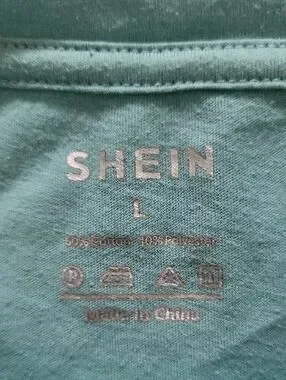 SHEIN
L
Cotton 10% Polyester
Made In China